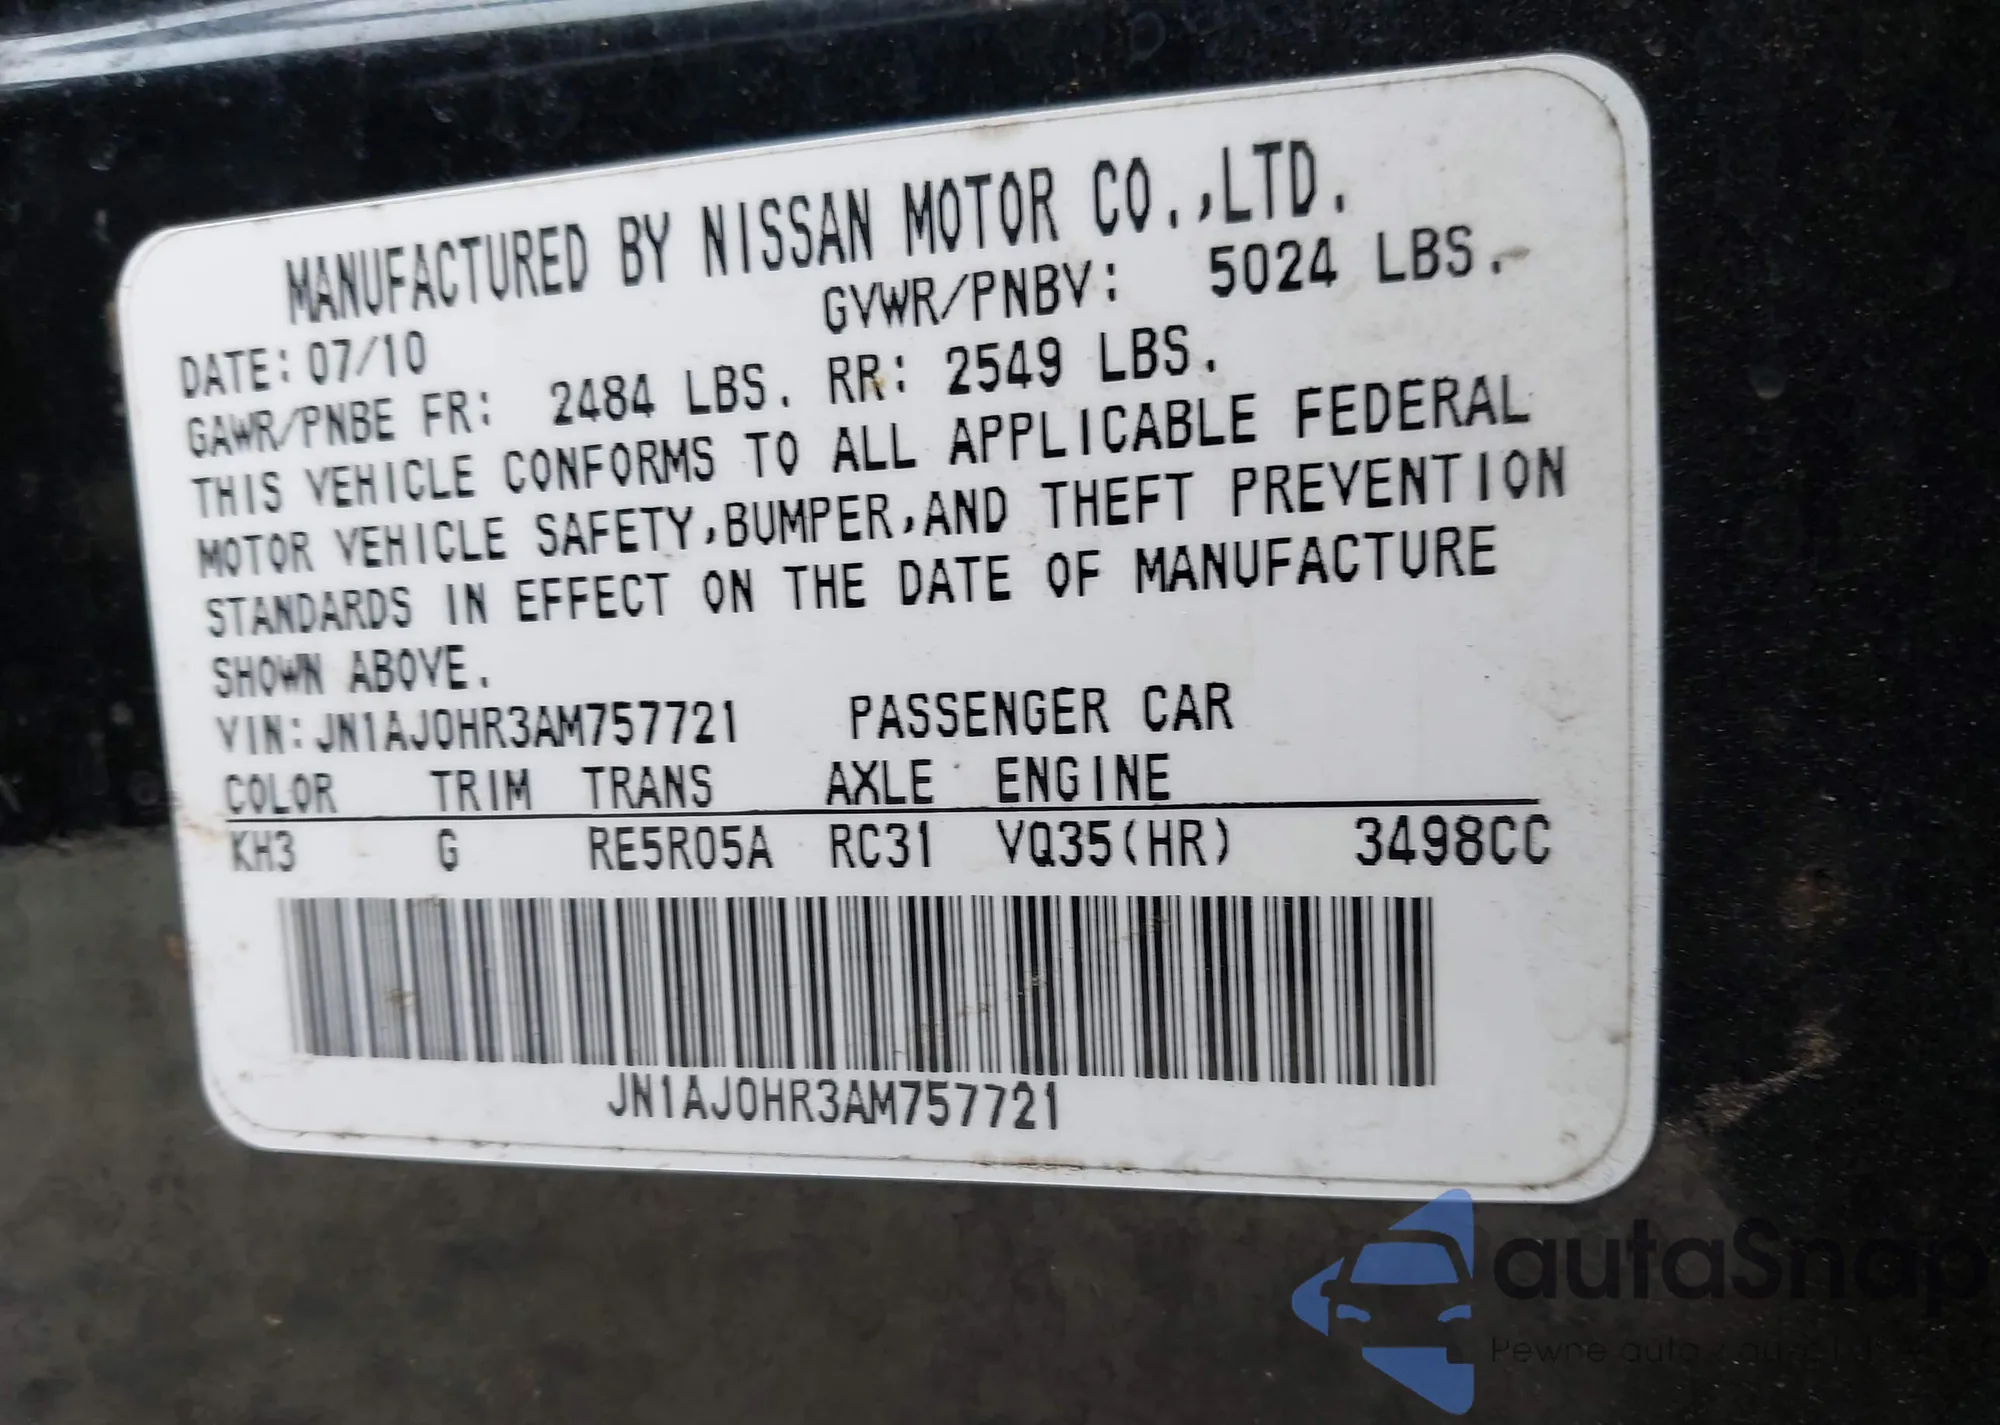 MANUFACTURED BY NISSAN MOTOR CO.,LTD.
DATE: 07/10 GVWR/PNBV: 5024 LBS.
GAWR/PNBE FR: 2484 LBS. RR: 2549 LBS.
THIS VEHICLE CONFORMS TO ALL APPLICABLE FEDERAL
MOTOR VEHICLE SAFETY,BUMPER,AND THEFT PREVENTION
STANDARDS IN EFFECT ON THE DATE OF MANUFACTURE
SHOWN ABOVE.
VIN:JN1AJ0HR3AM757721 PASSENGER CAR
COLOR TRIM TRANS AXLE ENGINE
KH3 G RE5R05A RC31 VQ35(HR) 3498CC
JN1AJ0HR3AM757721
autaSnap
Pewne auta z